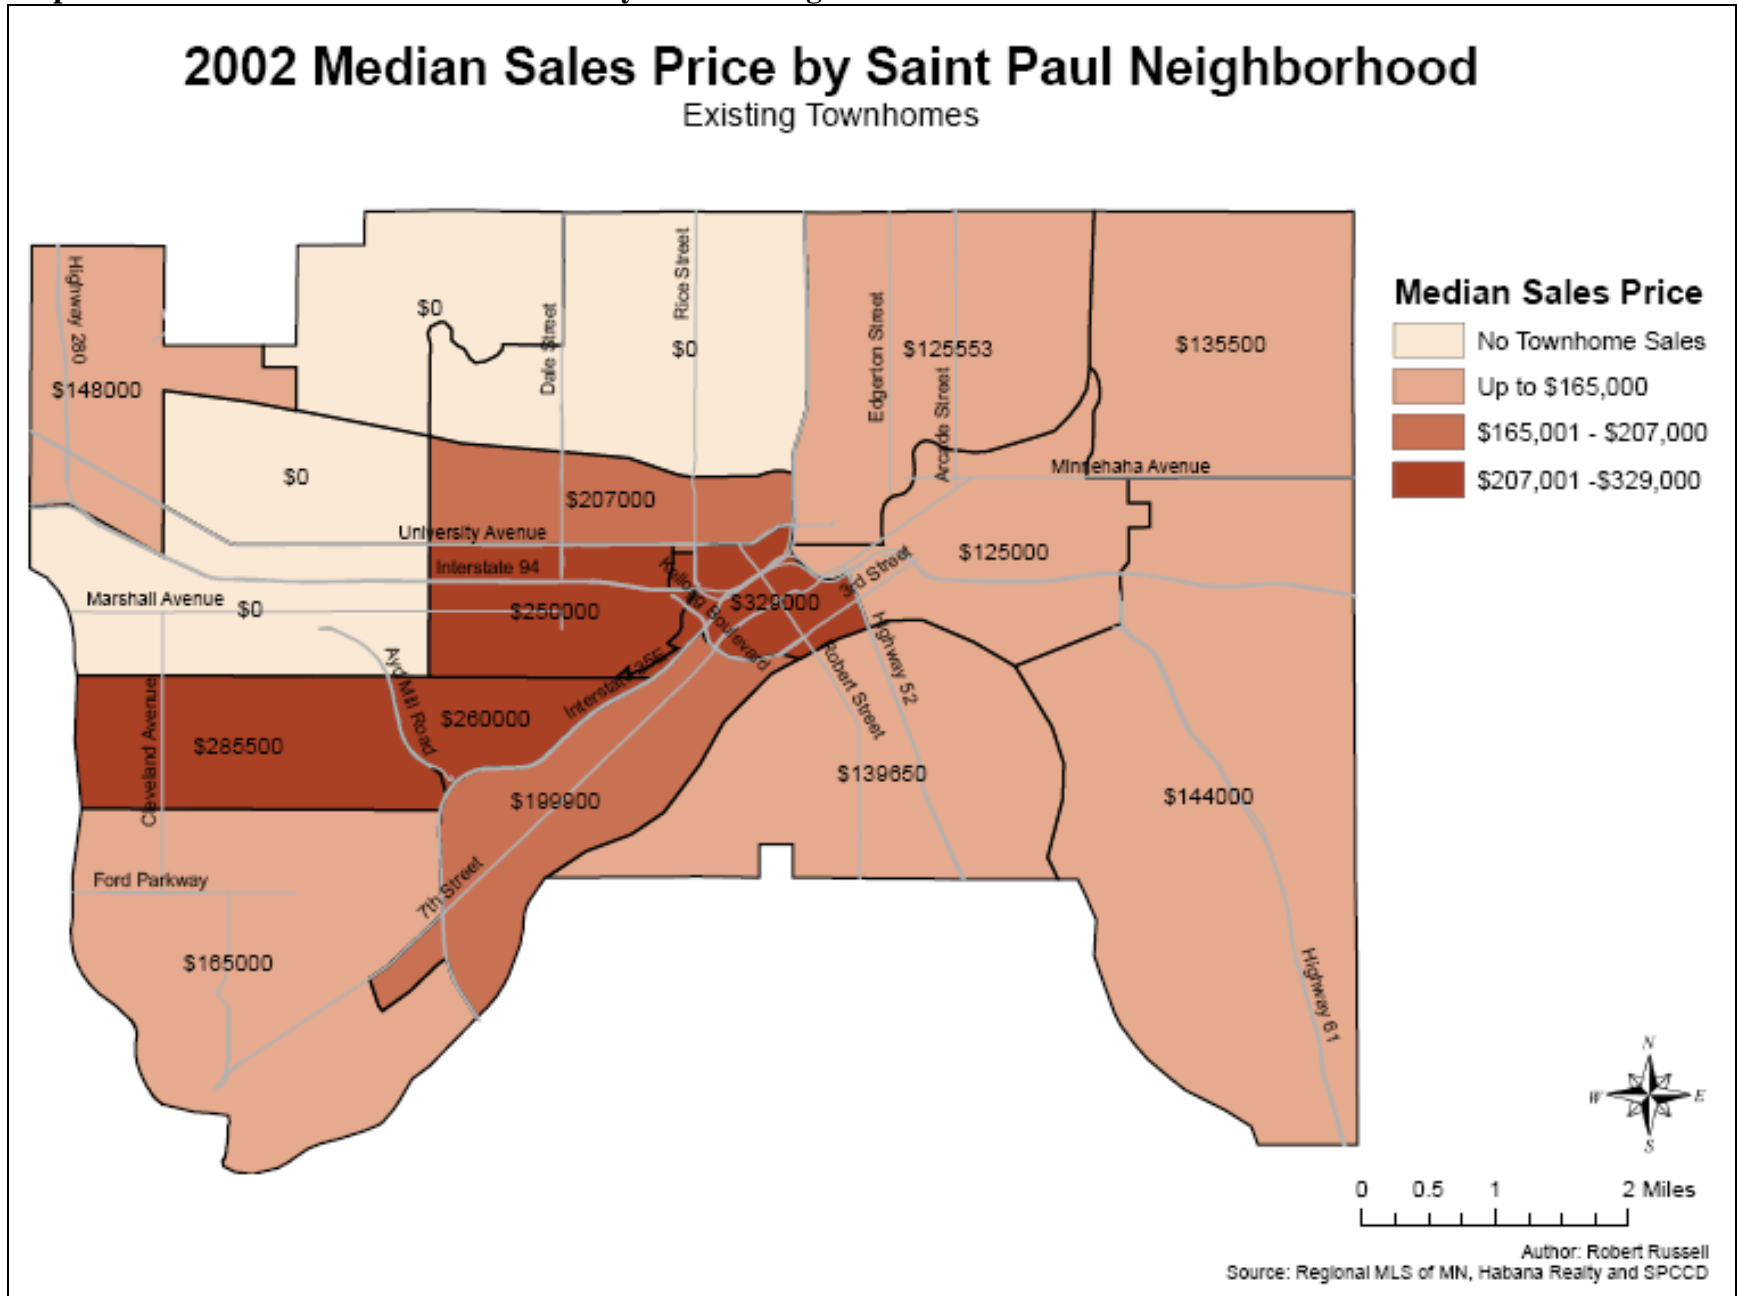 2002 Median Sales Price by Saint Paul Neighborhood
Existing Townhomes
Highway 280
$148000
$0
Dale Street
Rice Street
$0
Edgerton Street
$125553
Arcade Street
$135500
Minnehaha Avenue
$0
$207000
University Avenue
Interstate 94
$125000
Marshall Avenue
$0
$250000
Kellogg Boulevard
$329000
3rd Street
Highway 52
Robert Street
Interstate 35E
Ayd Mill Road
Cleveland Avenue
$285500
$260000
$199900
$139650
$144000
7th Street
Ford Parkway
$165000
Highway 61
Median Sales Price
No Townhome Sales
Up to $165,000
$165,001 - $207,000
$207,001 -$329,000
N
W
E
S
0 0.5 1 2 Miles
Author: Robert Russell
Source: Regional MLS of MN, Habana Realty and SPCCD